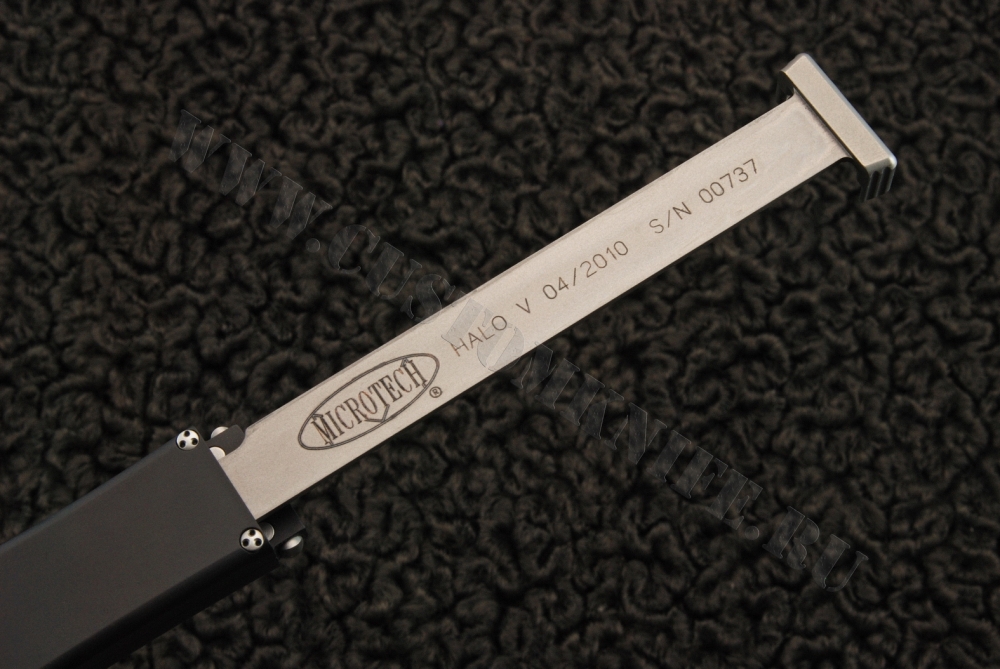 MICROTECH®
HALO V 04/2010 S/N 00737
WWW.CUSTOMKNIFE.RU